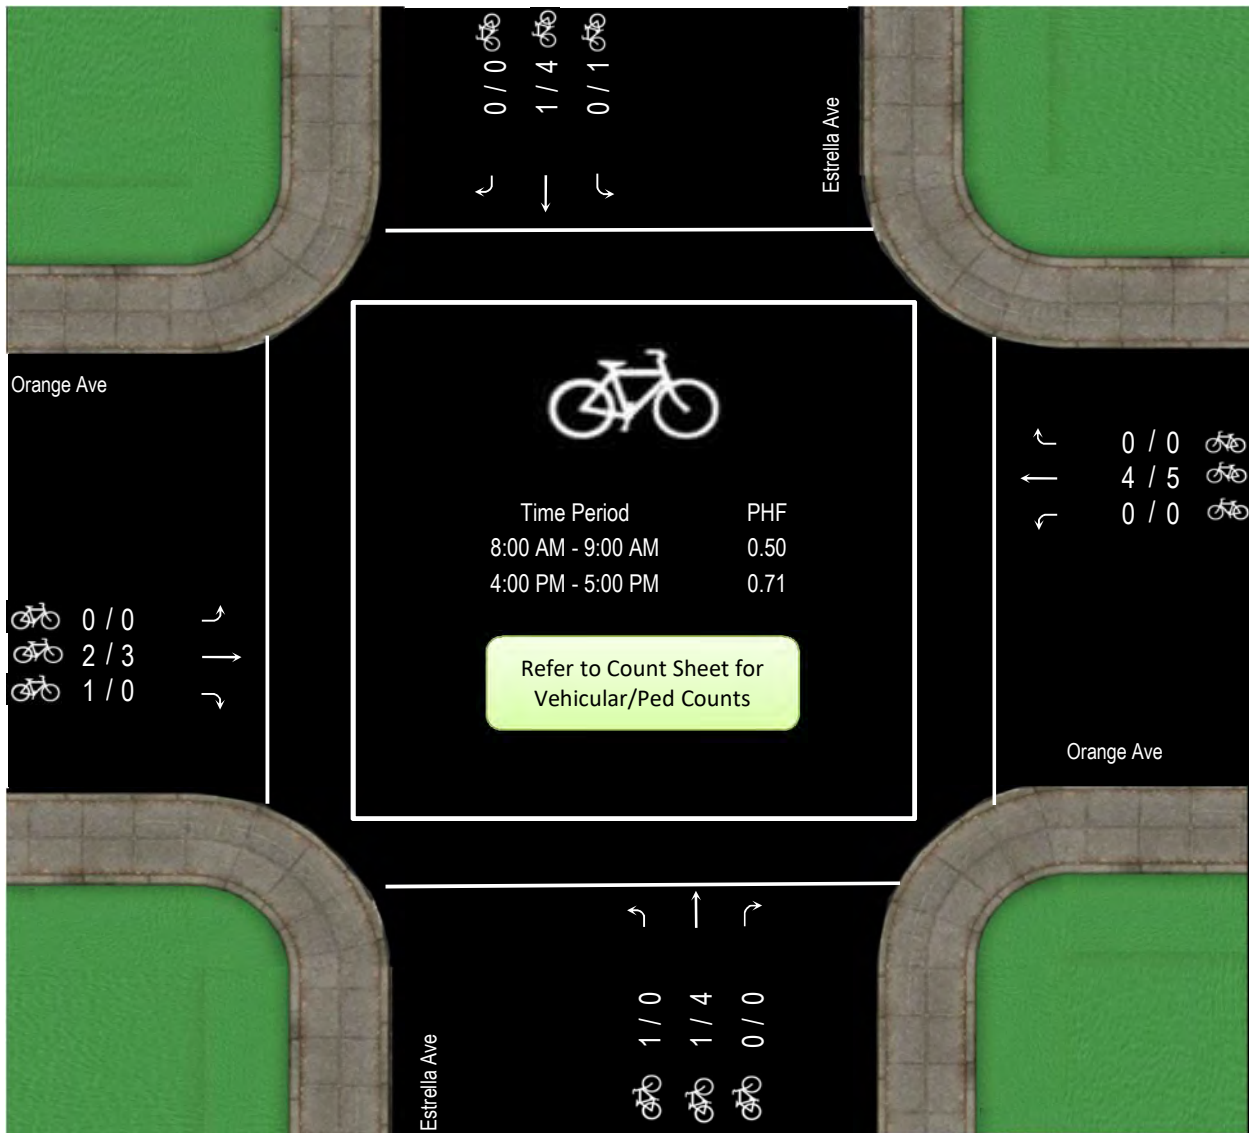 0 / 0
1 / 4
0 / 1
Estrella Ave
Orange Ave
0 / 0
4 / 5
0 / 0
Time Period PHF
8:00 AM - 9:00 AM 0.50
4:00 PM - 5:00 PM 0.71
0 / 0
2 / 3
1 / 0
Refer to Count Sheet for
Vehicular/Ped Counts
Orange Ave
Estrella Ave
1 / 0
1 / 4
0 / 0